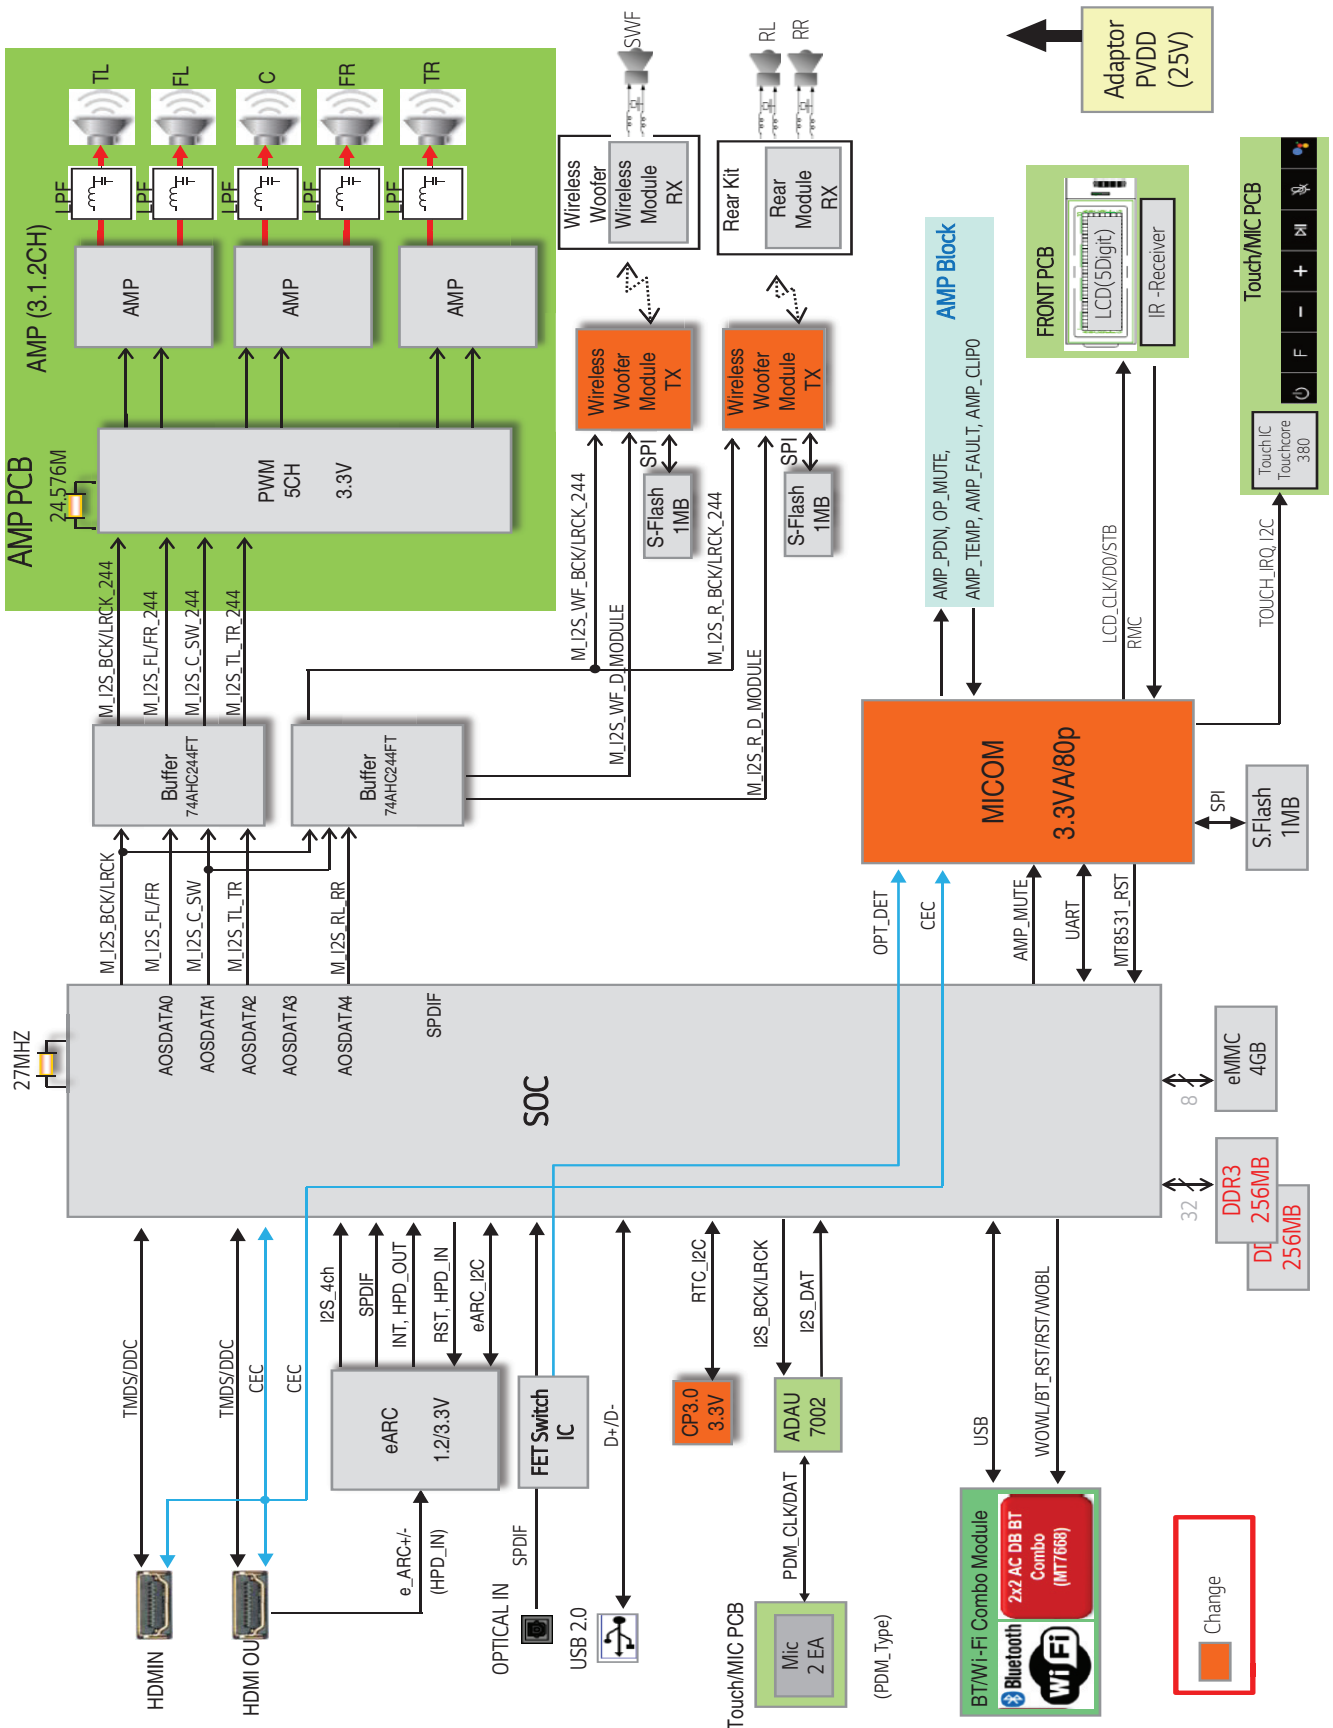 HDMIN
HDMI OU
OPTICAL IN
USB 2.0
Touch/MIC PCB
Mic
2 EA
(PDM_Type)
BT/Wi-Fi Combo Module
Bluetooth
WiFi
2x2 AC DB BT
Combo
(MT7668)
Change
TMDS/DDC
TMDS/DDC
CEC
CEC
e_ARC+/-
(HPD_IN)
SPDIF
D+/D-
PDM_CLK/DAT
USB
WOWL/BT_RST/RST/WOBL
eARC
1.2/3.3V
FET Switch
IC
CP3.0
3.3V
ADAU
7002
I2S_4ch
SPDIF
INT, HPD_OUT
RST, HPD_IN
eARC_I2C
RTC_I2C
I2S_BCK/LRCK
I2S_DAT
27MHZ
SOC
AOSDATA0
AOSDATA1
AOSDATA2
AOSDATA3
AOSDATA4
SPDIF
32
DDR3
256MB
DD
256MB
8
eMMC
4GB
M_I2S_BCK/LRCK
M_I2S_FL/FR
M_I2S_C_SW
M_I2S_TL_TR
M_I2S_RL_RR
OPT_DET
CEC
AMP_MUTE
UART
MT8531_RST
Buffer
74AHC244FT
Buffer
74AHC244FT
MICOM
3.3VA/80p
SPI
S.Flash
1MB
M_I2S_BCK/LRCK_244
M_I2S_FL/FR_244
M_I2S_C_SW_244
M_I2S_TL_TR_244
M_I2S_WF_BCK/LRCK_244
M_I2S_WF_D_MODULE
M_I2S_R_BCK/LRCK_244
M_I2S_R_D_MODULE
AMP PCB
24.576M
AMP (3.1.2CH)
PWM
5CH
3.3V
AMP
AMP
AMP
LPF
LPF
LPF
LPF
LPF
TL
FL
C
FR
TR
S-Flash
1MB
SPI
Wireless
Woofer
Module
TX
S-Flash
1MB
SPI
Wireless
Woofer
Module
TX
Wireless
Woofer
Wireless
Module
RX
SWF
Rear Kit
Rear
Module
RX
RL
RR
AMP_PDN, OP_MUTE,
AMP_TEMP, AMP_FAULT, AMP_CLIPO
AMP Block
LCD_CLK/DO/STB
RMC
FRONT PCB
LCD(5Digit)
IR -Receiver
TOUCH_IRQ,I2C
Touch IC
Touchcore
380
Touch/MIC PCB
F
Adaptor
PVDD
(25V)